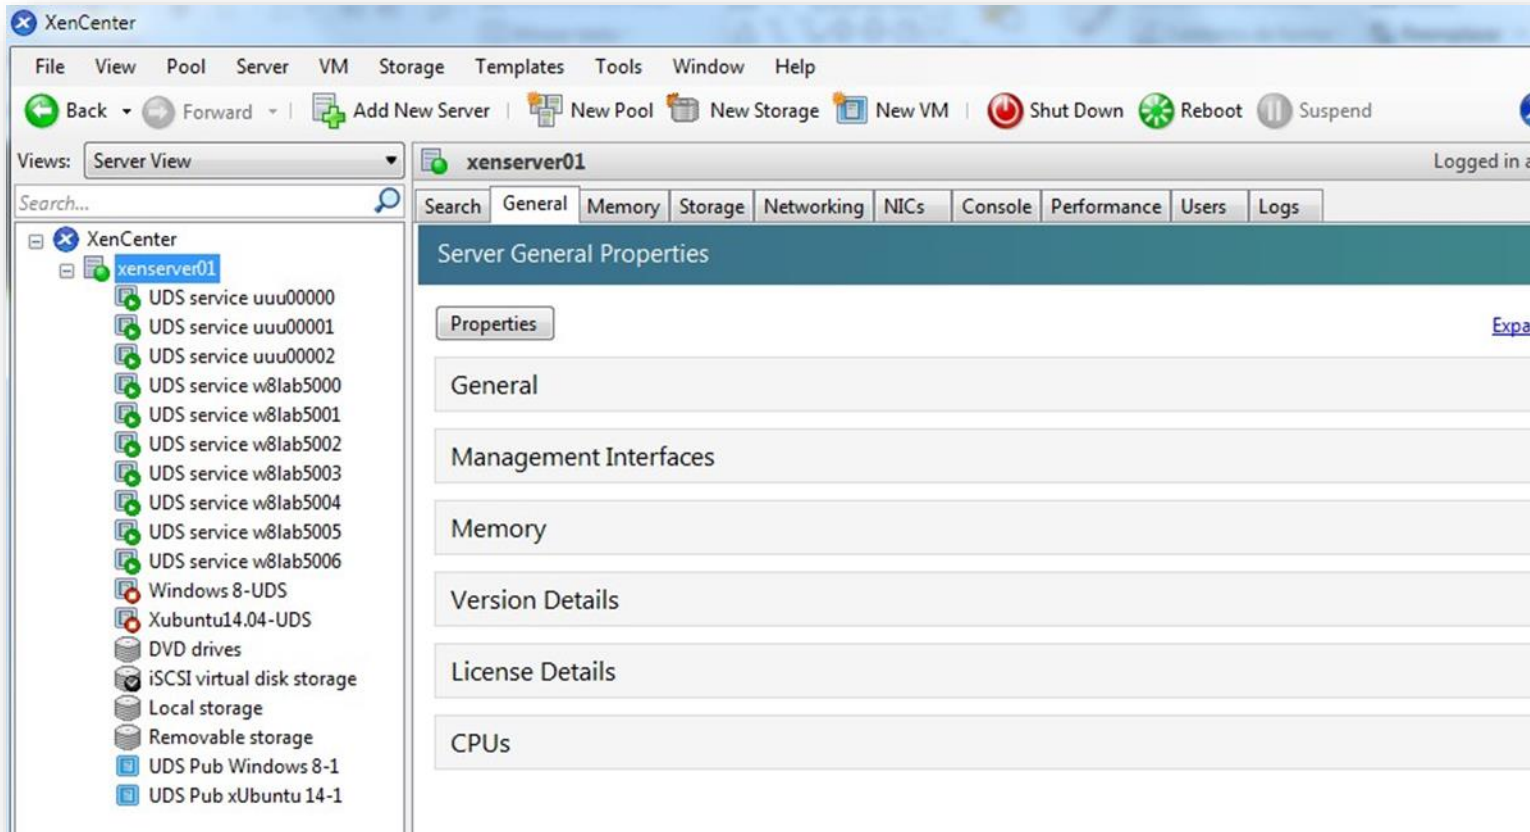 XenCenter
File View Pool Server VM Storage Templates Tools Window Help
Back Forward Add New Server New Pool New Storage New VM Shut Down Reboot Suspend
Views: Server View
xenserver01 Logged in a
Search...
Search General Memory Storage Networking NICs Console Performance Users Logs
XenCenter
xenserver01
UDS service uuu00000
UDS service uuu00001
UDS service uuu00002
UDS service w8lab5000
UDS service w8lab5001
UDS service w8lab5002
UDS service w8lab5003
UDS service w8lab5004
UDS service w8lab5005
UDS service w8lab5006
Windows 8-UDS
Xubuntu14.04-UDS
DVD drives
iSCSI virtual disk storage
Local storage
Removable storage
UDS Pub Windows 8-1
UDS Pub xUbuntu 14-1
Server General Properties
Properties Expa
General
Management Interfaces
Memory
Version Details
License Details
CPUs